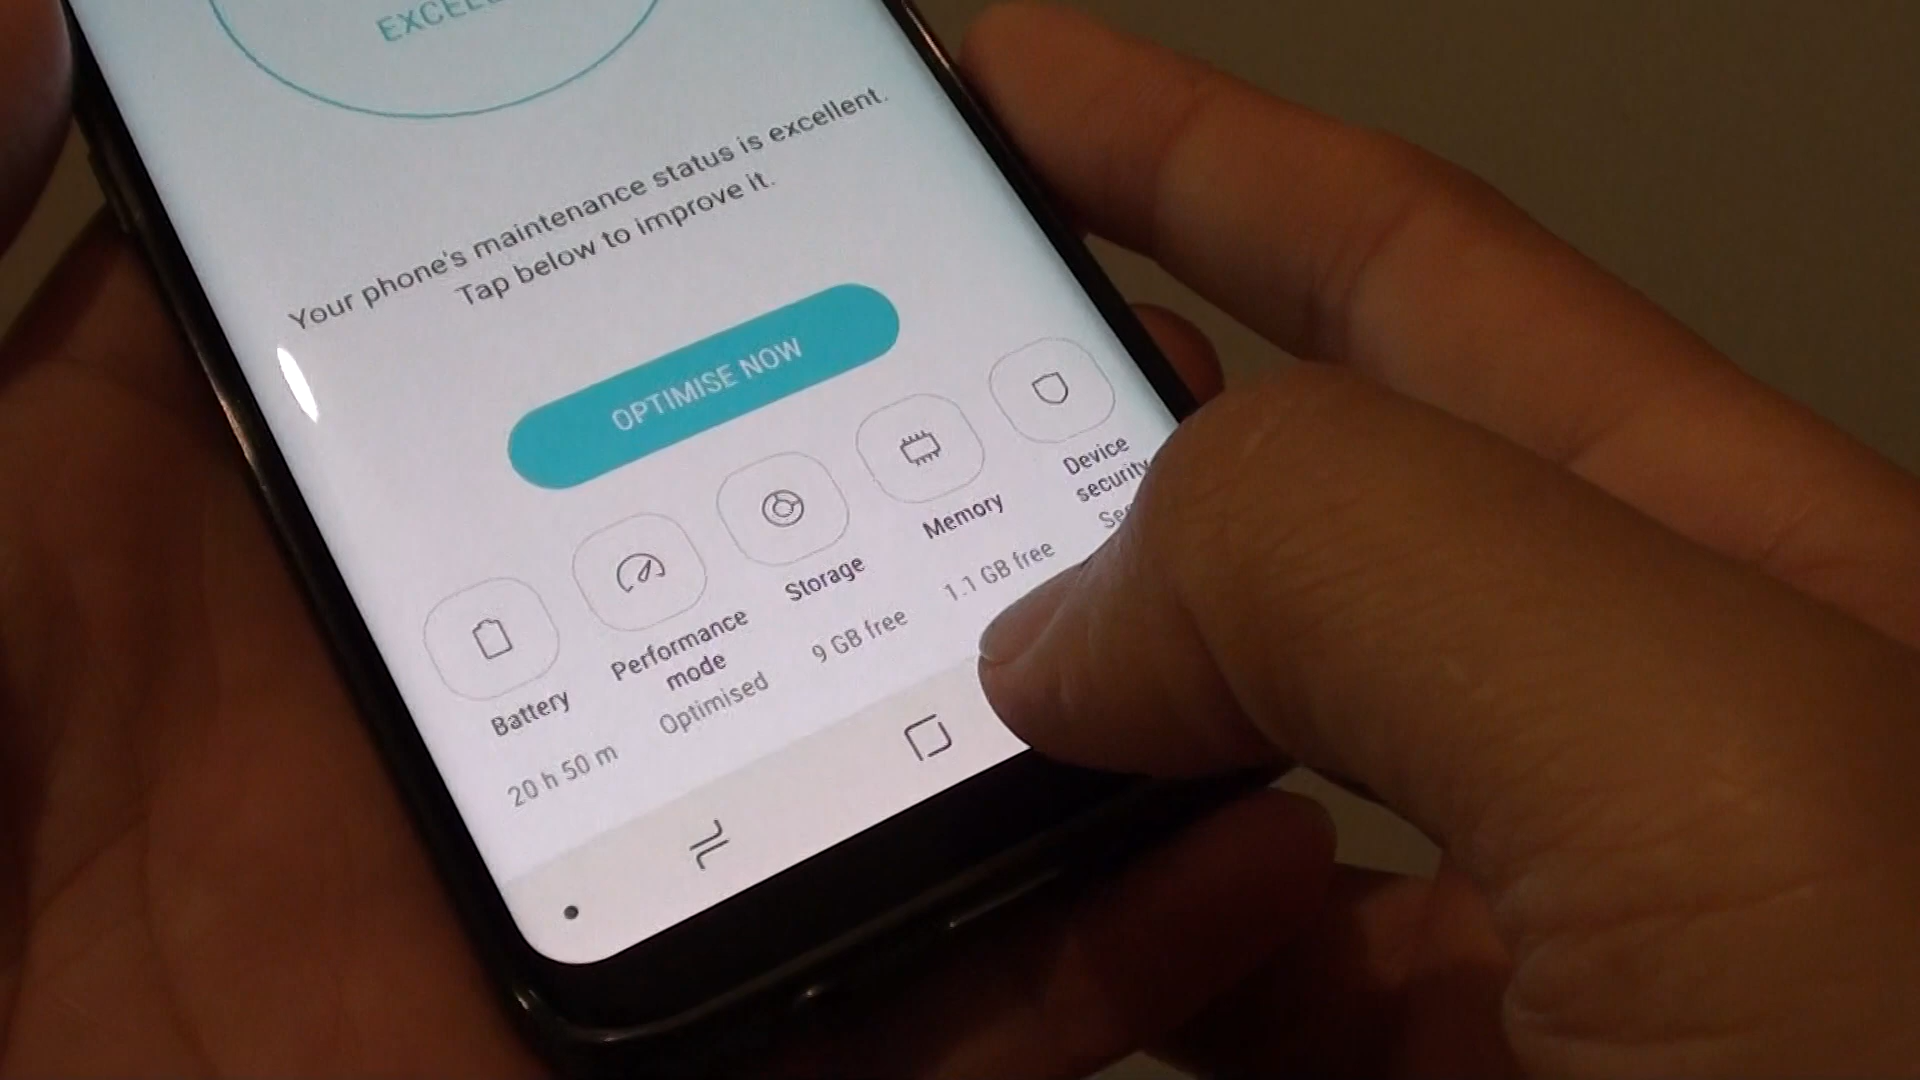 Your phone's maintenance status is excellent.
Tap below to improve it.
OPTIMISE NOW
Battery
20 h 50 m
Performance
mode
Optimised
Storage
9 GB free
Memory
1.1 GB free
Device
security